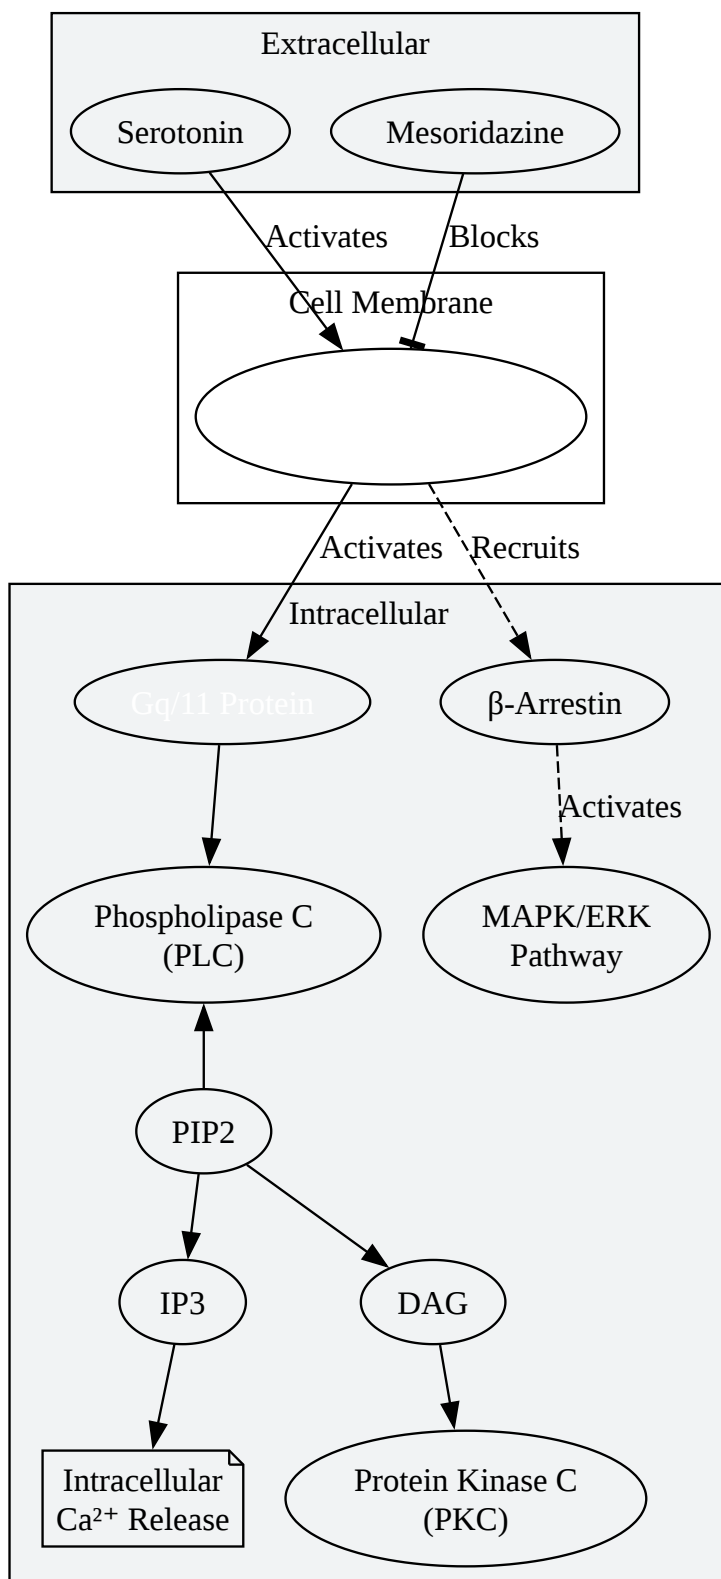 Extracellular
Serotonin
Mesoridazine
Activates
Blocks
Cell Membrane
Activates
Recruits
Intracellular
Gq/11 Protein
β-Arrestin
Activates
Phospholipase C
(PLC)
MAPK/ERK
Pathway
PIP2
IP3
DAG
Intracellular
Ca²⁺ Release
Protein Kinase C
(PKC)